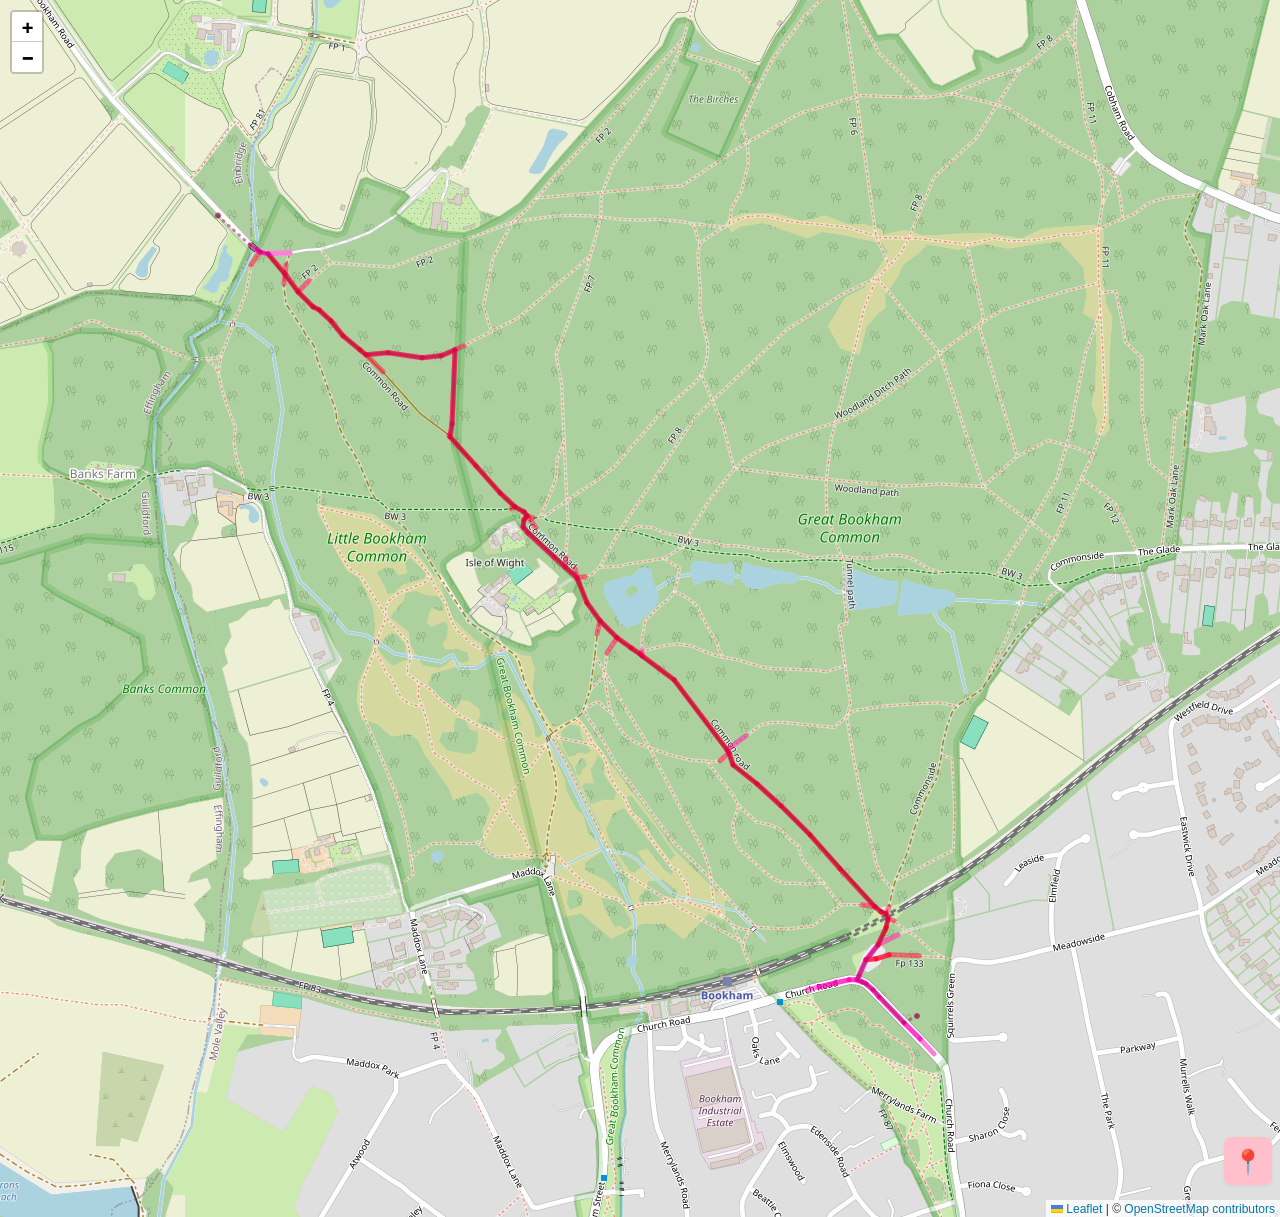 +
−
Bookham Road
FP 1
FP 81
Elmbridge
FP 2
The Birches
FP 6
FP 8
FP 11
Cobham Road
FP 8
FP 2
FP 2
FP 7
FP 11
Mark Oak Lane
Common Road
Woodland Ditch Path
Effingham
FP 8
Banks Farm
Guildford
BW 3
BW 3
Woodland path
FP 11
FP 12
Mark Oak Lane
Little Bookham
Common
Great Bookham
Common
Common Road
BW 3
115
Isle of Wight
Tunnel path
BW 3
Commonside
The Glade
The Gla
Banks Common
FP 4
Great Bookham Common
Westfield Drive
Common road
Guildford
Effingham
Commonside
Eastwick Drive
Leaside
Elmfield
Maddox Lane
Maddox Lane
Meadowside
Fp 133
FP 83
Bookham
Church Road
Church Road
Squirrels Green
Mole Valley
FP 4
Maddox Park
Great Bookham Common
Oaks Lane
Parkway
Murrells Walk
The Park
Bookham
Industrial
Estate
Merrylands Farm
FP 87
Church Road
Sharon Close
Edenside Road
Elmswood
Atwood
Maddox Lane
Merrylands Road
Fiona Close
Leaflet | © OpenStreetMap contributors